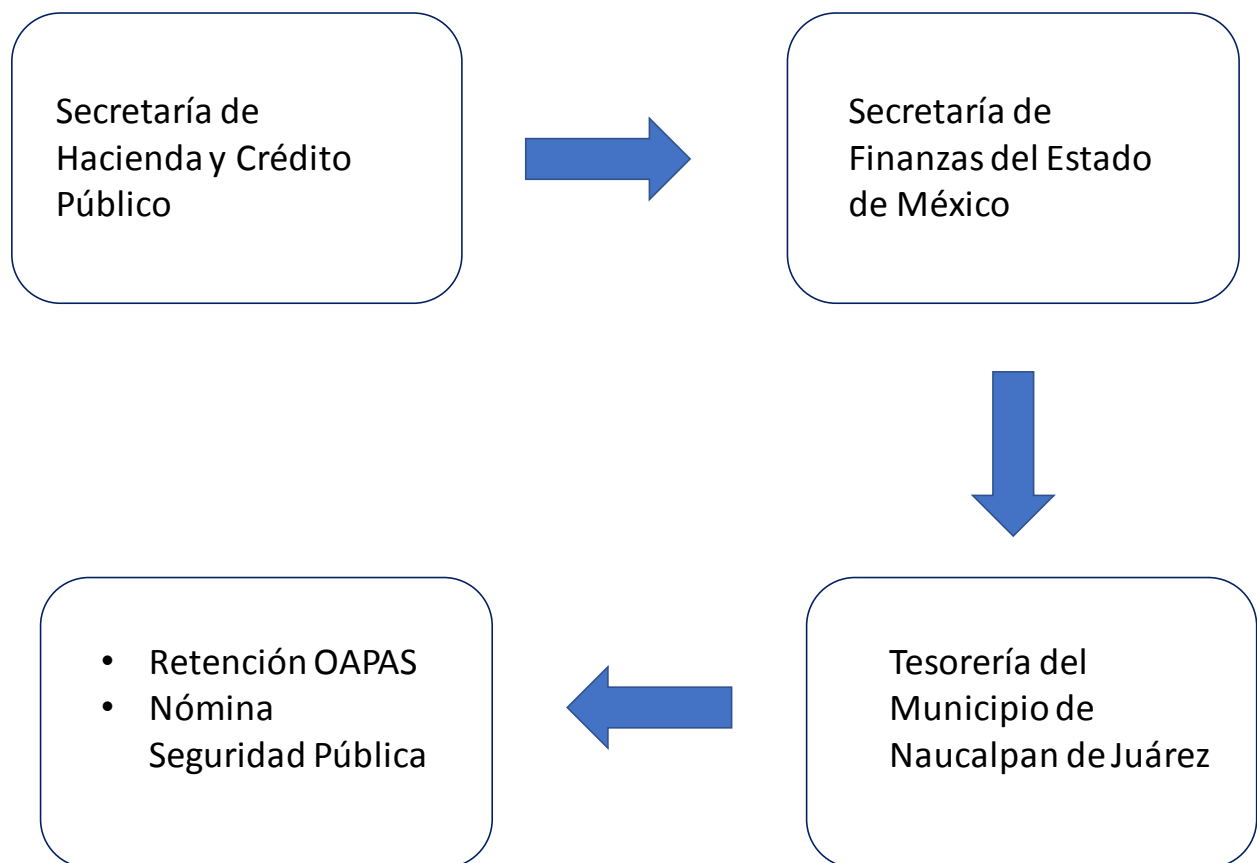 Secretaría de
Hacienda y Crédito
Público
Secretaría de
Finanzas del Estado
de México
• Retención OAPAS
• Nómina
Seguridad Pública
Tesorería del
Municipio de
Naucalpan de Juárez